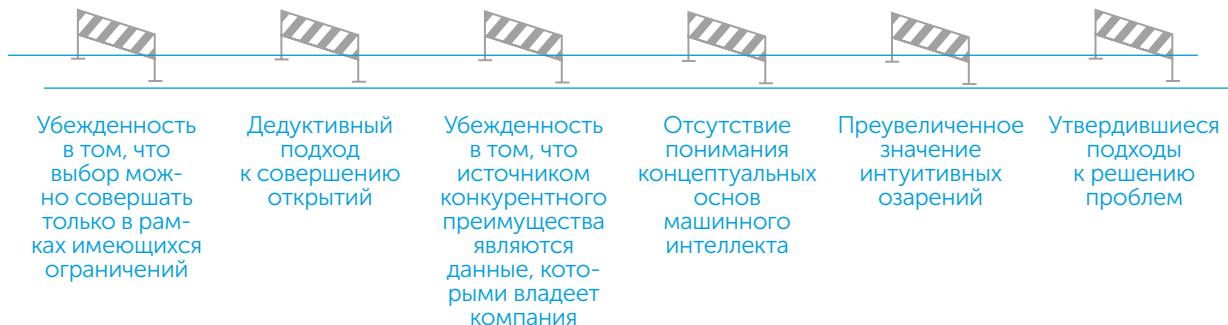 Убежденность
в том, что
выбор мож-
но совершать
только в рам-
ках имеющихся
ограничений
Дедуктивный
подход
к совершению
открытий
Убежденность
в том, что
источником
конкурентного
преимущества
являются
данные, кото-
рыми владеет
компания
Отсутствие
понимания
концептуальных
основ
машинного
интеллекта
Преувеличенное
значение
интуитивных
озарений
Утвердившиеся
подходы
к решению
проблем